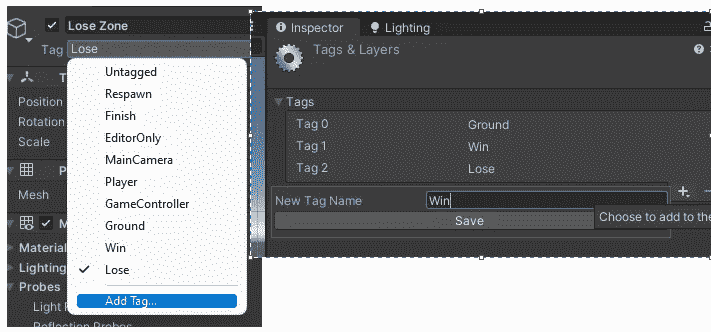 Lose Zone
Tag Lose
Untagged
Respawn
Finish
EditorOnly
MainCamera
Player
GameController
Ground
Win
Lose
Add Tag...
T
Position
Rotation
Scale
P
Mesh
M
Material
Lighting
Probes
Light P
Reflection Probes
Inspector
Lighting
Tags & Layers
Tags
Tag 0 Ground
Tag 1 Win
Tag 2 Lose
New Tag Name Win
Save
Choose to add to the